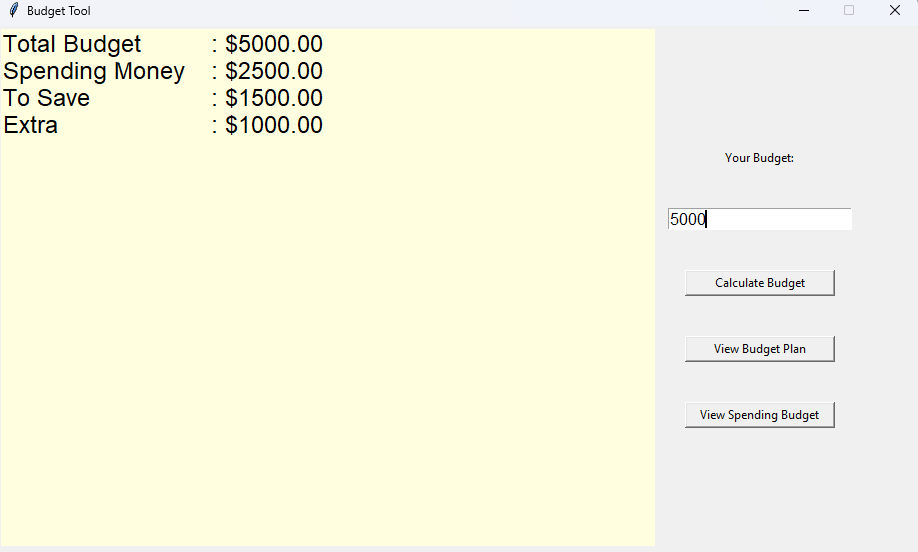 Budget Tool
Total Budget : $5000.00
Spending Money : $2500.00
To Save : $1500.00
Extra : $1000.00
Your Budget:
5000
Calculate Budget
View Budget Plan
View Spending Budget